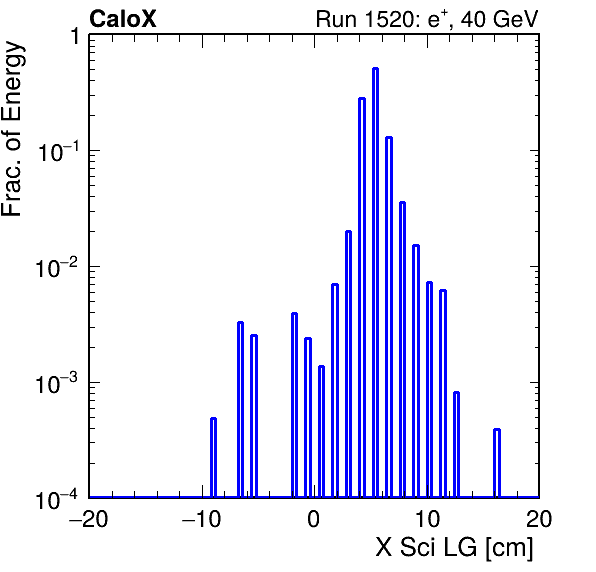 CaloX Run 1520: e⁺, 40 GeV
Frac. of Energy
1
10⁻¹
10⁻²
10⁻³
10⁻⁴
−20 −10 0 10 20
X Sci LG [cm]